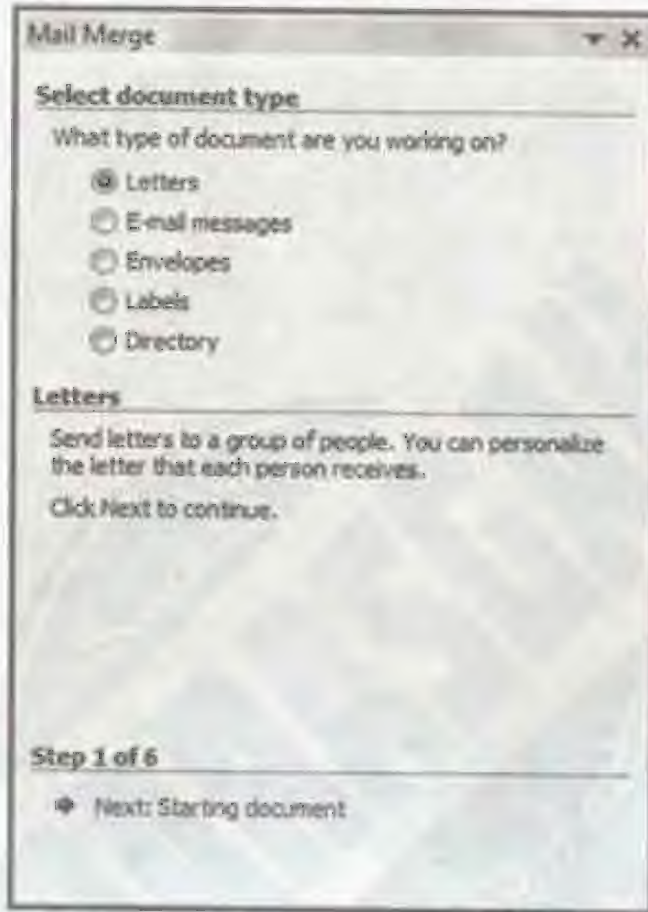 Mail Merge
Select document type
What type of document are you working on?
Letters
E-mail messages
Envelopes
Labels
Directory
Letters
Send letters to a group of people. You can personalize
the letter that each person receives.
Click Next to continue.
Step 1 of 6
Next: Starting document